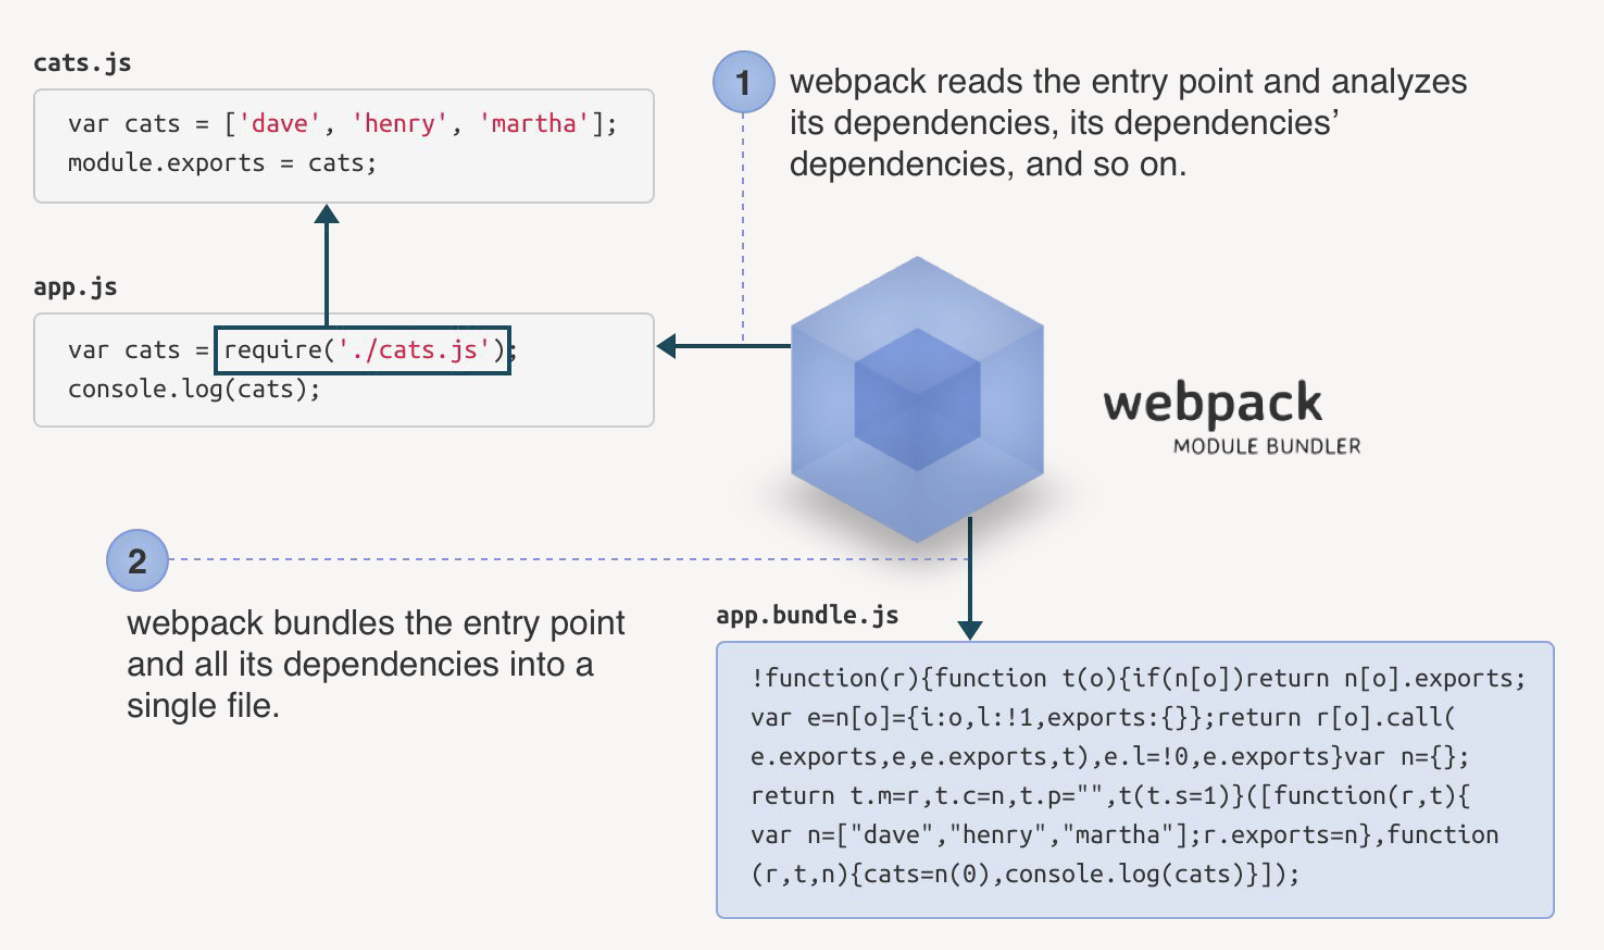 cats.js
var cats = ['dave', 'henry', 'martha'];
module.exports = cats;
app.js
var cats = require('./cats.js');
console.log(cats);
1
webpack reads the entry point and analyzes
its dependencies, its dependencies’
dependencies, and so on.
webpack
MODULE BUNDLER
2
webpack bundles the entry point
and all its dependencies into a
single file.
app.bundle.js
!function(r){function t(o){if(n[o])return n[o].exports;
var e=n[o]={i:o,l:!1,exports:{}};return r[o].call(
e.exports,e,e.exports,t),e.l=!0,e.exports}var n={};
return t.m=r,t.c=n,t.p="",t(t.s=1)}([function(r,t){
var n=["dave","henry","martha"];r.exports=n},function
(r,t,n){cats=n(0),console.log(cats)}]);